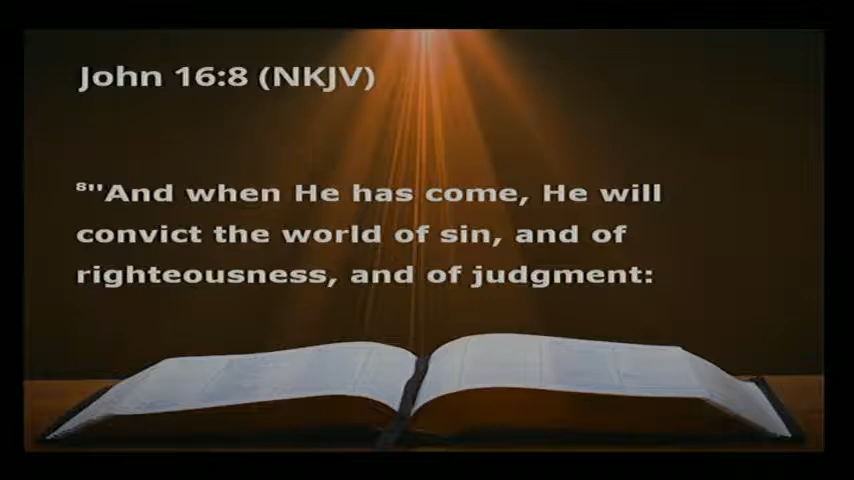 John 16:8 (NKJV)
⁸"And when He has come, He will
convict the world of sin, and of
righteousness, and of judgment: